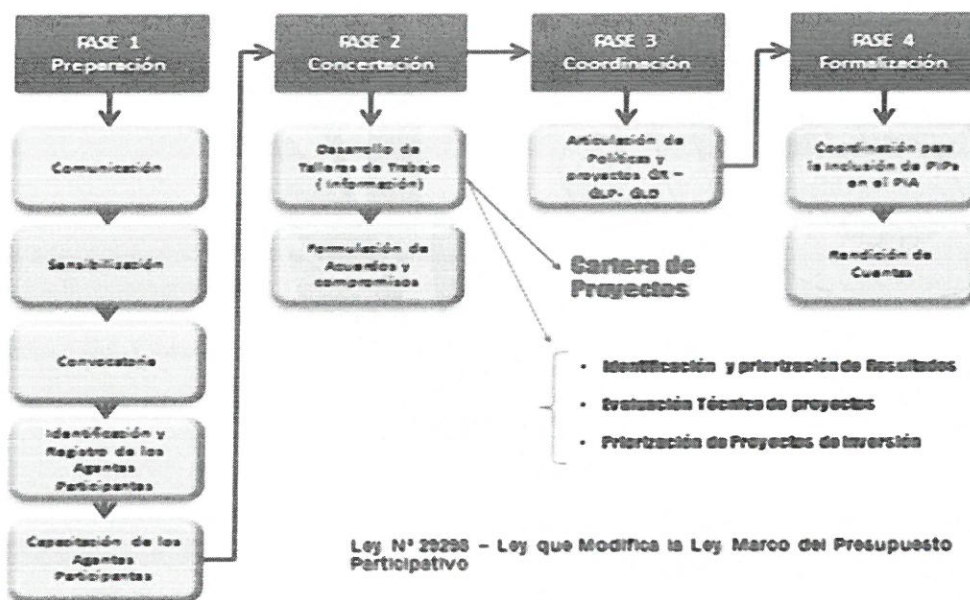 FASE 1
Preparación
Comunicación
Sensibilización
Convocatoria
Identificación y
Registro de los
Agentes
Participantes
Capacitación de los
Agentes
Participantes
FASE 2
Concertación
Desarrollo de
Talleres de Trabajo
(Información)
Formulación de
Acuerdos y
compromisos
FASE 3
Coordinación
Articulación de
Políticas y
proyectos GR –
GLP- GLD
FASE 4
Formalización
Coordinación para
la inclusión de PIPs
en el PIA
Rendición de
Cuentas
Cartera de
Proyectos
• Identificación y priorización de Resultados
• Evaluación Técnica de proyectos
• Priorización de Proyectos de Inversión
Ley Nº 29298 – Ley que Modifica la Ley Marco del Presupuesto
Participativo